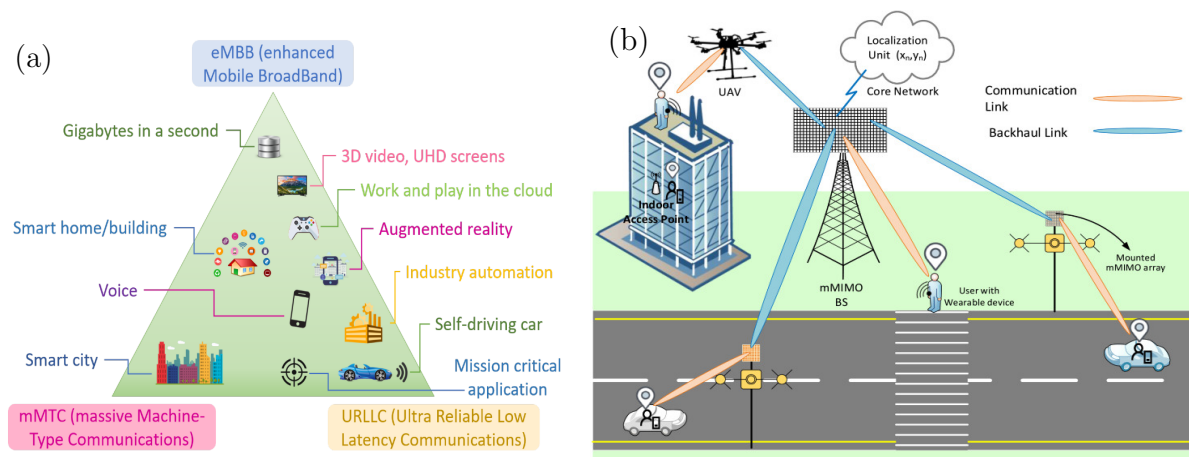 (a)
eMBB (enhanced
Mobile BroadBand)
Gigabytes in a second
3D video, UHD screens
Work and play in the cloud
Smart home/building
Augmented reality
Industry automation
Voice
Self-driving car
Smart city
Mission critical
application
mMTC (massive Machine-
Type Communications)
URLLC (Ultra Reliable Low
Latency Communications)
(b)
Localization
Unit (xn,yn)
UAV
Core Network
Communication
Link
Backhaul Link
Indoor
Access Point
Mounted
mMIMO array
mMIMO
BS
User with
Wearable device